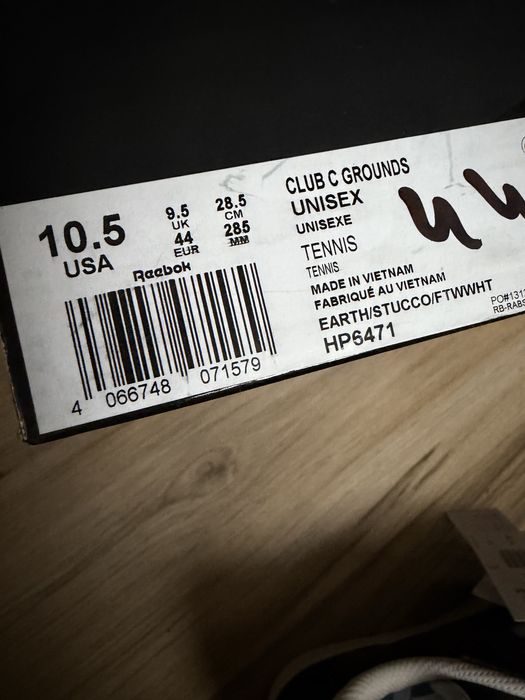 10.5
USA
9.5
UK
44
EUR
28.5
CM
285
MM
Reebok
4 066748 071579
CLUB C GROUNDS
UNISEX
UNISEXE
TENNIS
TENNIS
MADE IN VIETNAM
FABRIQUÉ AU VIETNAM
EARTH/STUCCO/FTWWHT
HP6471